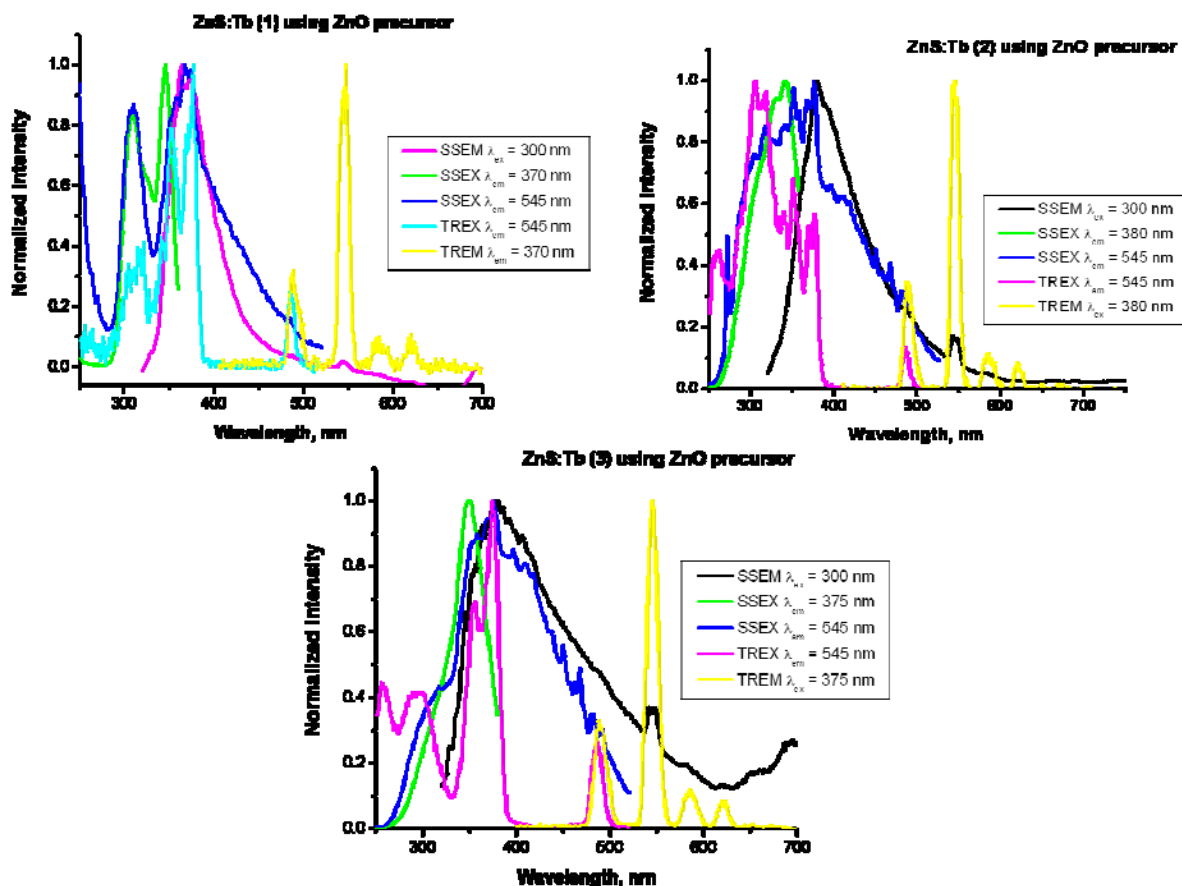 ZnS:Tb (1) using ZnO precursor
Normalized Intensity
1.0
0.8
0.6
0.4
0.2
0.0
300
400
500
600
700
Wavelength, nm
SSEM λex = 300 nm
SSEX λem = 370 nm
SSEX λem = 545 nm
TREX λem = 545 nm
TREM λem = 370 nm
ZnS:Tb (2) using ZnO precursor
Normalized Intensity
1.0
0.8
0.6
0.4
0.2
0.0
300
400
500
600
700
Wavelength, nm
SSEM λex = 300 nm
SSEX λem = 380 nm
SSEX λem = 545 nm
TREX λem = 545 nm
TREM λex = 380 nm
ZnS:Tb (3) using ZnO precursor
Normalized Intensity
1.0
0.8
0.6
0.4
0.2
0.0
300
400
500
600
700
Wavelength, nm
SSEM λex = 300 nm
SSEX λem = 375 nm
SSEX λem = 545 nm
TREX λem = 545 nm
TREM λex = 375 nm